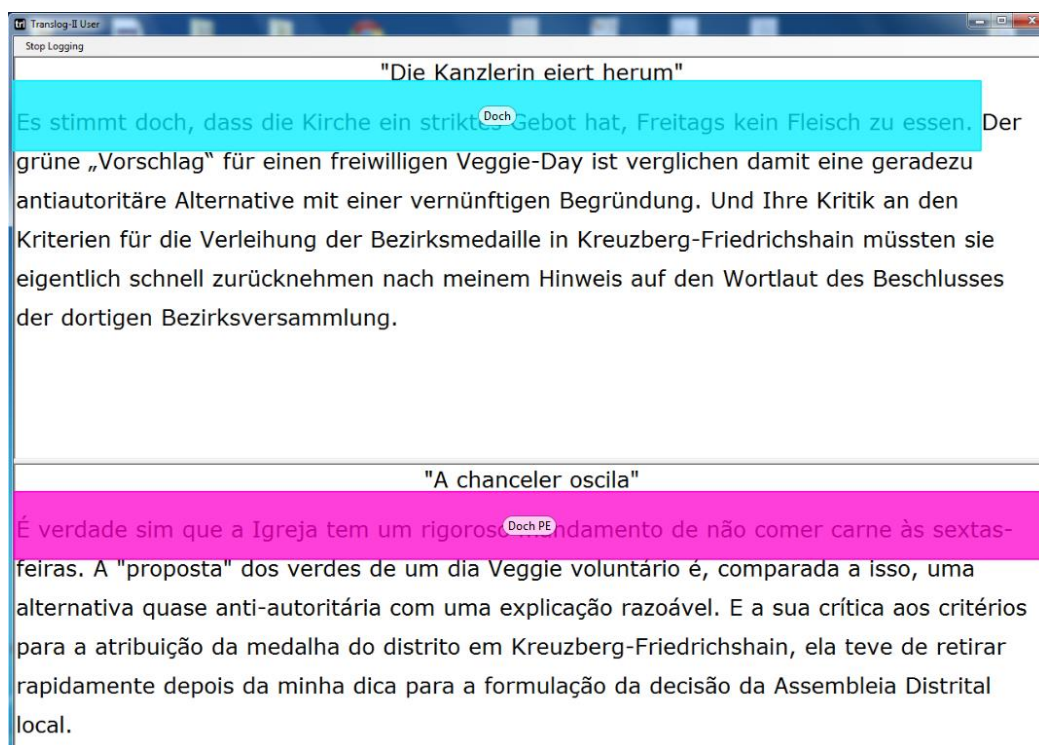 Translog-II User
Stop Logging
"Die Kanzlerin eiert herum"
Doch
Es stimmt doch, dass die Kirche ein striktes Gebot hat, Freitags kein Fleisch zu essen. Der
grüne „Vorschlag“ für einen freiwilligen Veggie-Day ist verglichen damit eine geradezu
antiautoritäre Alternative mit einer vernünftigen Begründung. Und Ihre Kritik an den
Kriterien für die Verleihung der Bezirksmedaille in Kreuzberg-Friedrichshain müssten sie
eigentlich schnell zurücknehmen nach meinem Hinweis auf den Wortlaut des Beschlusses
der dortigen Bezirksversammlung.
"A chanceler oscila"
Doch PE
É verdade sim que a Igreja tem um rigoroso mandamento de não comer carne às sextas-
feiras. A "proposta" dos verdes de um dia Veggie voluntário é, comparada a isso, uma
alternativa quase anti-autoritária com uma explicação razoável. E a sua crítica aos critérios
para a atribuição da medalha do distrito em Kreuzberg-Friedrichshain, ela teve de retirar
rapidamente depois da minha dica para a formulação da decisão da Assembleia Distrital
local.